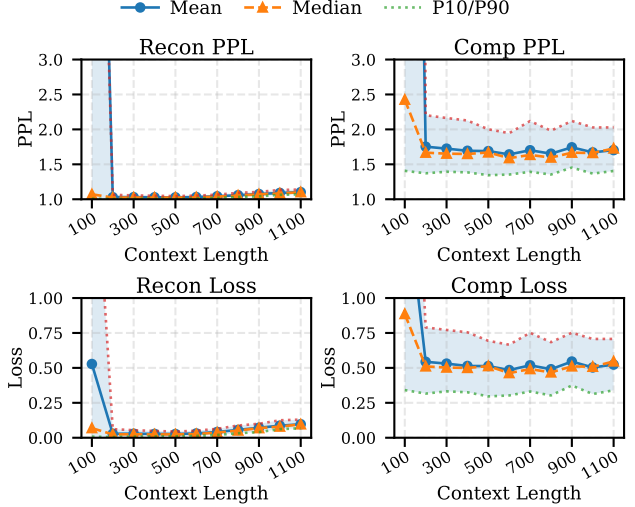 Mean Median P10/P90
Recon PPL
PPL
3.0
2.5
2.0
1.5
1.0
100 300 500 700 900 1100
Context Length
Comp PPL
PPL
3.0
2.5
2.0
1.5
1.0
100 300 500 700 900 1100
Context Length
Recon Loss
Loss
1.00
0.75
0.50
0.25
0.00
100 300 500 700 900 1100
Context Length
Comp Loss
Loss
1.00
0.75
0.50
0.25
0.00
100 300 500 700 900 1100
Context Length